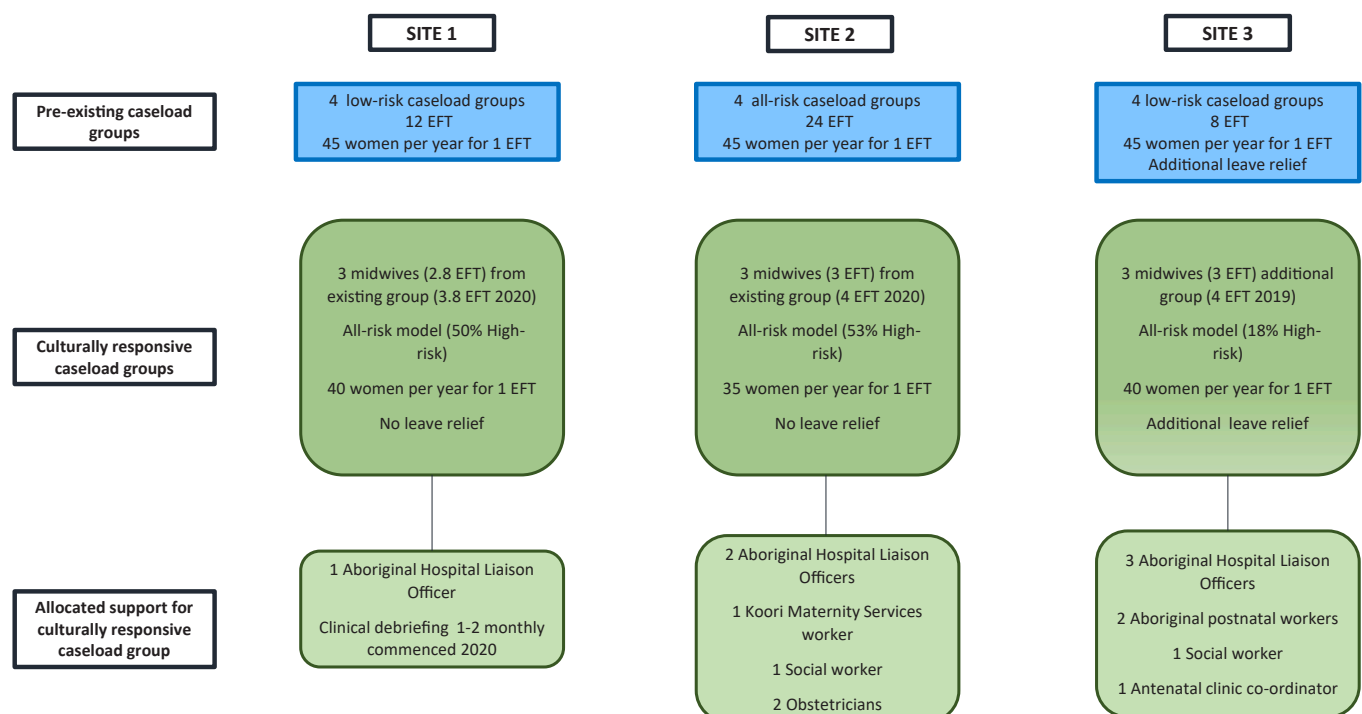 SITE 1
SITE 2
SITE 3
Pre-existing caseload
groups
4 low-risk caseload groups
12 EFT
45 women per year for 1 EFT
4 all-risk caseload groups
24 EFT
45 women per year for 1 EFT
4 low-risk caseload groups
8 EFT
45 women per year for 1 EFT
Additional leave relief
Culturally responsive
caseload groups
3 midwives (2.8 EFT) from
existing group (3.8 EFT 2020)
All-risk model (50% High-
risk)
40 women per year for 1 EFT
No leave relief
3 midwives (3 EFT) from
existing group (4 EFT 2020)
All-risk model (53% High-
risk)
35 women per year for 1 EFT
No leave relief
3 midwives (3 EFT) additional
group (4 EFT 2019)
All-risk model (18% High-
risk)
40 women per year for 1 EFT
Additional leave relief
Allocated support for
culturally responsive
caseload group
1 Aboriginal Hospital Liaison
Officer
Clinical debriefing 1-2 monthly
commenced 2020
2 Aboriginal Hospital Liaison
Officers
1 Koori Maternity Services
worker
1 Social worker
2 Obstetricians
3 Aboriginal Hospital Liaison
Officers
2 Aboriginal postnatal workers
1 Social worker
1 Antenatal clinic co-ordinator